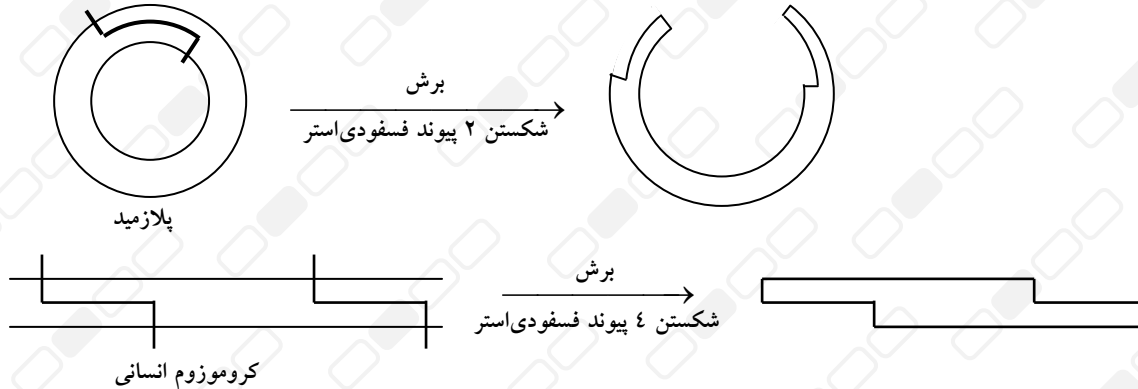 برش
شکستن ۲ پیوند فسفودی‌استر
پلازمید
برش
شکستن ٤ پیوند فسفودی‌استر
کروموزوم انسانی